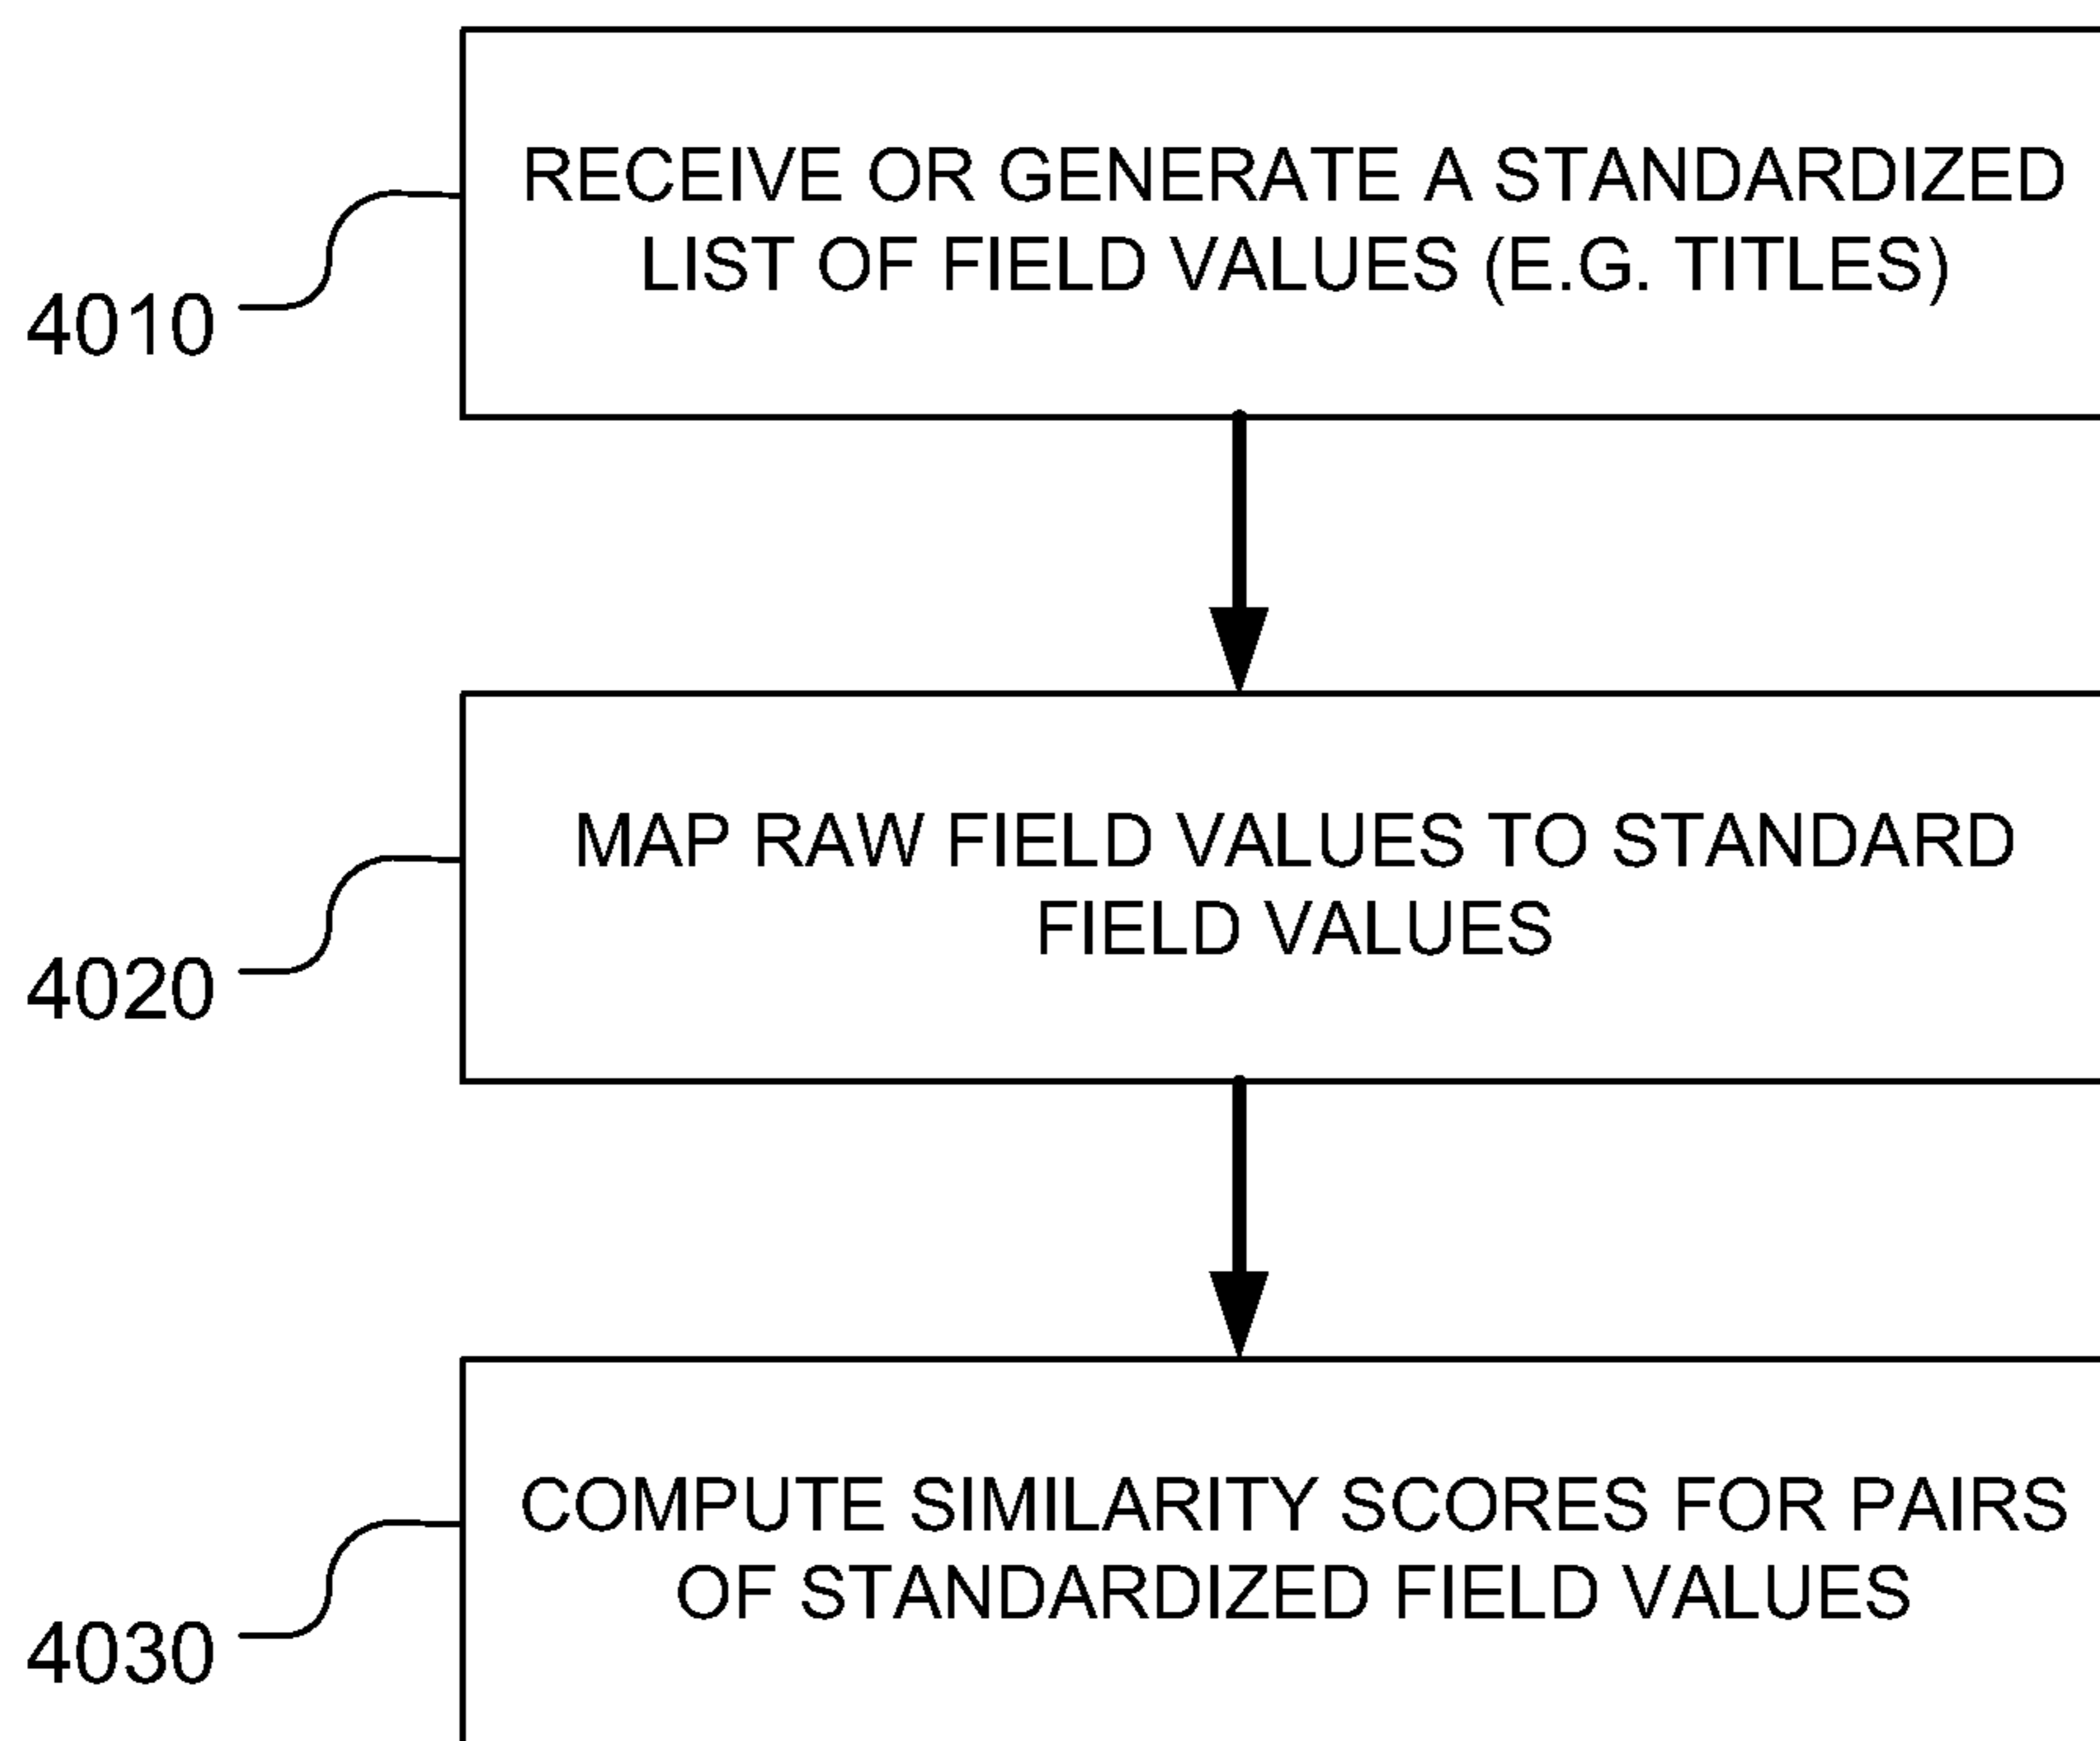 RECEIVE OR GENERATE A STANDARDIZED
LIST OF FIELD VALUES (E.G. TITLES)
4010
MAP RAW FIELD VALUES TO STANDARD
FIELD VALUES
4020
COMPUTE SIMILARITY SCORES FOR PAIRS
OF STANDARDIZED FIELD VALUES
4030